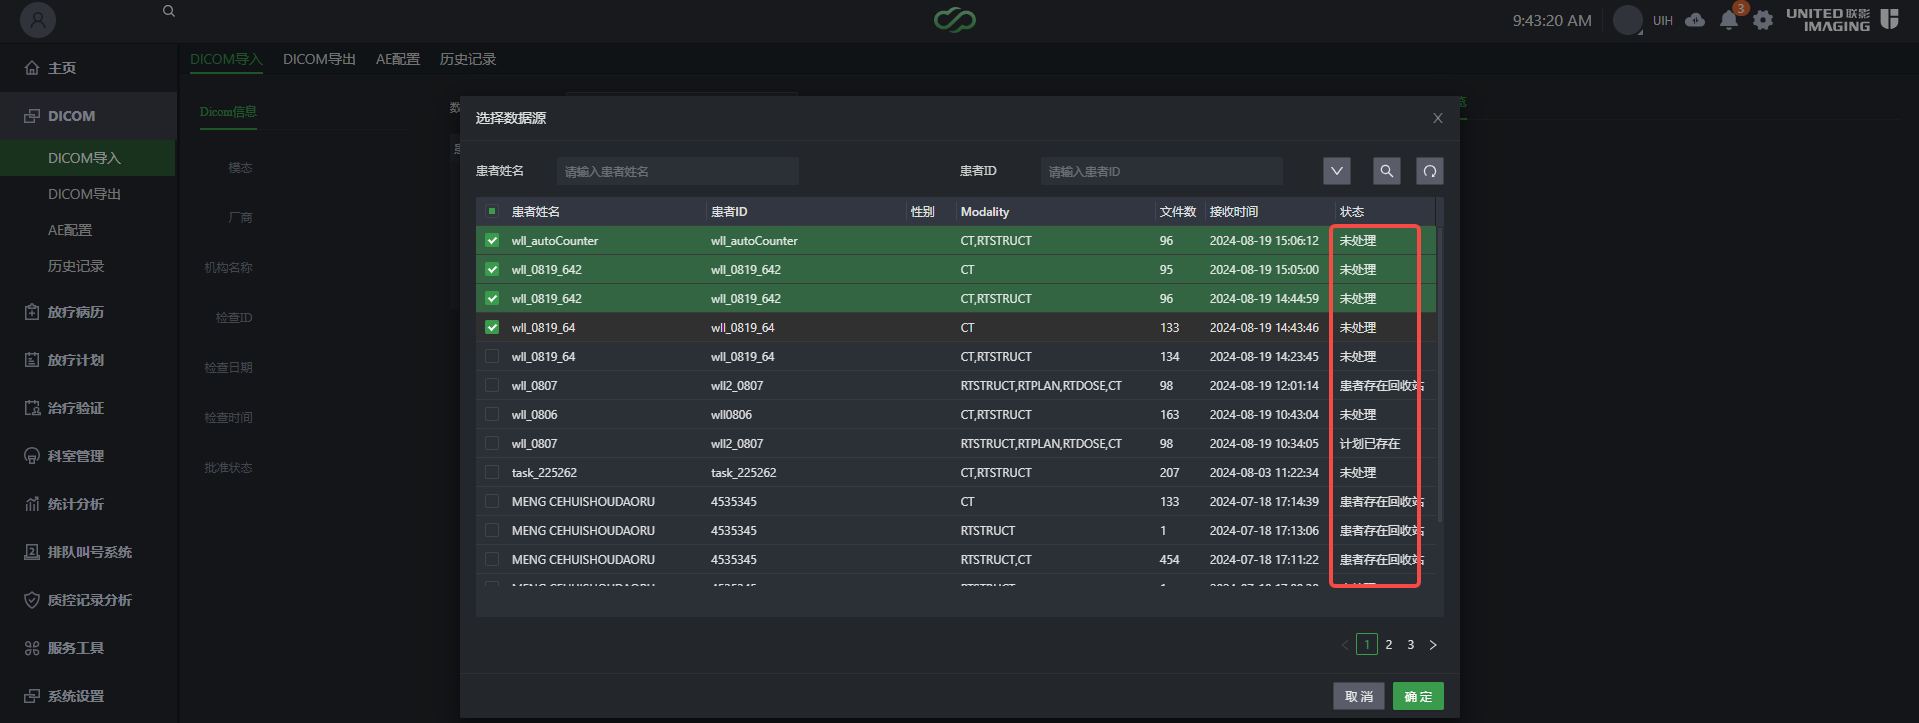 9:43:20 AM
UIH
3
UNITED 联影
IMAGING
主页
DICOM
DICOM导入
DICOM导出
AE配置
历史记录
放疗病历
放疗计划
治疗验证
科室管理
统计分析
排队叫号系统
质控记录分析
服务工具
系统设置
DICOM导入 DICOM导出 AE配置 历史记录
Dicom信息
模态
厂商
机构名称
检查ID
检查日期
检查时间
批准状态
数
选择数据源
患者姓名 请输入患者姓名 患者ID 请输入患者ID
患者姓名 患者ID 性别 Modality 文件数 接收时间 状态
wll_autoCounter wll_autoCounter CT,RTSTRUCT 96 2024-08-19 15:06:12 未处理
wll_0819_642 wll_0819_642 CT 95 2024-08-19 15:05:00 未处理
wll_0819_642 wll_0819_642 CT,RTSTRUCT 96 2024-08-19 14:44:59 未处理
wll_0819_64 wll_0819_64 CT 133 2024-08-19 14:43:46 未处理
wll_0819_64 wll_0819_64 CT,RTSTRUCT 134 2024-08-19 14:23:45 未处理
wll_0807 wll2_0807 RTSTRUCT,RTPLAN,RTDOSE,CT 98 2024-08-19 12:01:14 患者存在回收站
wll_0806 wll0806 CT,RTSTRUCT 163 2024-08-19 10:43:04 未处理
wll_0807 wll2_0807 RTSTRUCT,RTPLAN,RTDOSE,CT 98 2024-08-19 10:34:05 计划已存在
task_225262 task_225262 CT,RTSTRUCT 207 2024-08-03 11:22:34 未处理
MENG CEHUISHOUDAORU 4535345 CT 133 2024-07-18 17:14:39 患者存在回收站
MENG CEHUISHOUDAORU 4535345 RTSTRUCT 1 2024-07-18 17:13:06 患者存在回收站
MENG CEHUISHOUDAORU 4535345 RTSTRUCT,CT 454 2024-07-18 17:11:22 患者存在回收站
1 2 3
取消 确定